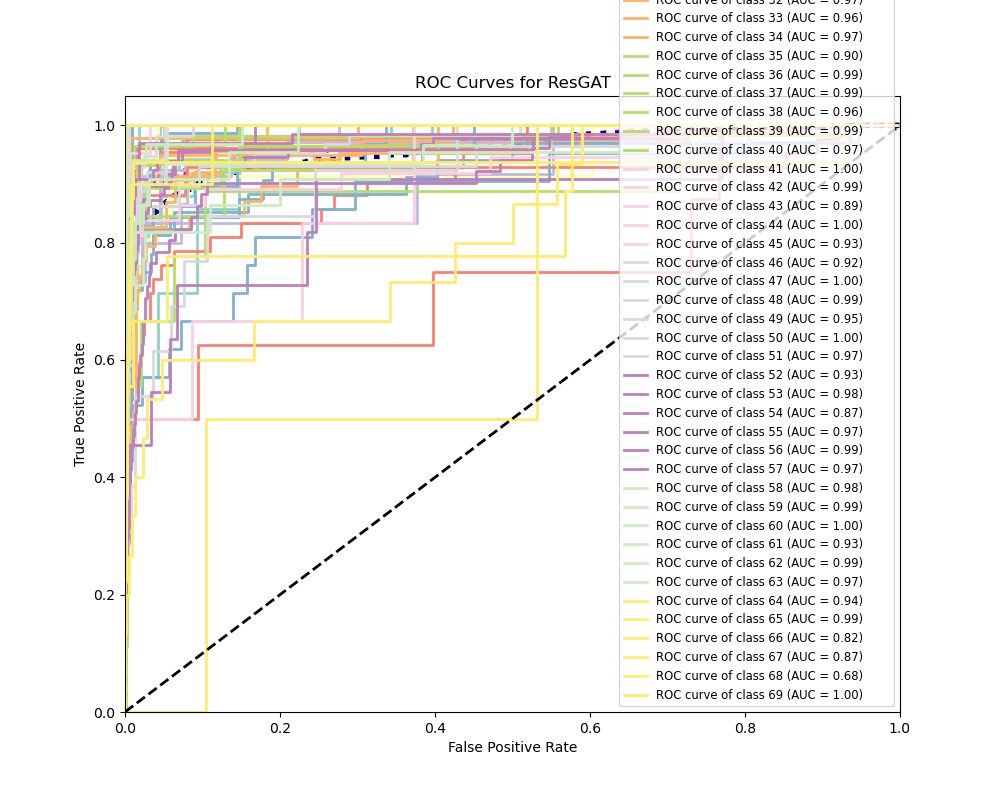 ROC curve of class 32 (AUC = 0.97)
ROC curve of class 33 (AUC = 0.96)
ROC curve of class 34 (AUC = 0.97)
ROC curve of class 35 (AUC = 0.90)
ROC curve of class 36 (AUC = 0.99)
ROC Curves for ResGAT
ROC curve of class 37 (AUC = 0.99)
ROC curve of class 38 (AUC = 0.96)
ROC curve of class 39 (AUC = 0.99)
ROC curve of class 40 (AUC = 0.97)
ROC curve of class 41 (AUC = 1.00)
ROC curve of class 42 (AUC = 0.99)
ROC curve of class 43 (AUC = 0.89)
ROC curve of class 44 (AUC = 1.00)
ROC curve of class 45 (AUC = 0.93)
ROC curve of class 46 (AUC = 0.92)
ROC curve of class 47 (AUC = 1.00)
ROC curve of class 48 (AUC = 0.99)
ROC curve of class 49 (AUC = 0.95)
ROC curve of class 50 (AUC = 1.00)
ROC curve of class 51 (AUC = 0.97)
ROC curve of class 52 (AUC = 0.93)
ROC curve of class 53 (AUC = 0.98)
ROC curve of class 54 (AUC = 0.87)
ROC curve of class 55 (AUC = 0.97)
ROC curve of class 56 (AUC = 0.99)
ROC curve of class 57 (AUC = 0.97)
ROC curve of class 58 (AUC = 0.98)
ROC curve of class 59 (AUC = 0.99)
ROC curve of class 60 (AUC = 1.00)
ROC curve of class 61 (AUC = 0.93)
ROC curve of class 62 (AUC = 0.99)
ROC curve of class 63 (AUC = 0.97)
ROC curve of class 64 (AUC = 0.94)
ROC curve of class 65 (AUC = 0.99)
ROC curve of class 66 (AUC = 0.82)
ROC curve of class 67 (AUC = 0.87)
ROC curve of class 68 (AUC = 0.68)
ROC curve of class 69 (AUC = 1.00)
True Positive Rate
1.0
0.8
0.6
0.4
0.2
0.0
0.0 0.2 0.4 0.6 0.8 1.0
False Positive Rate